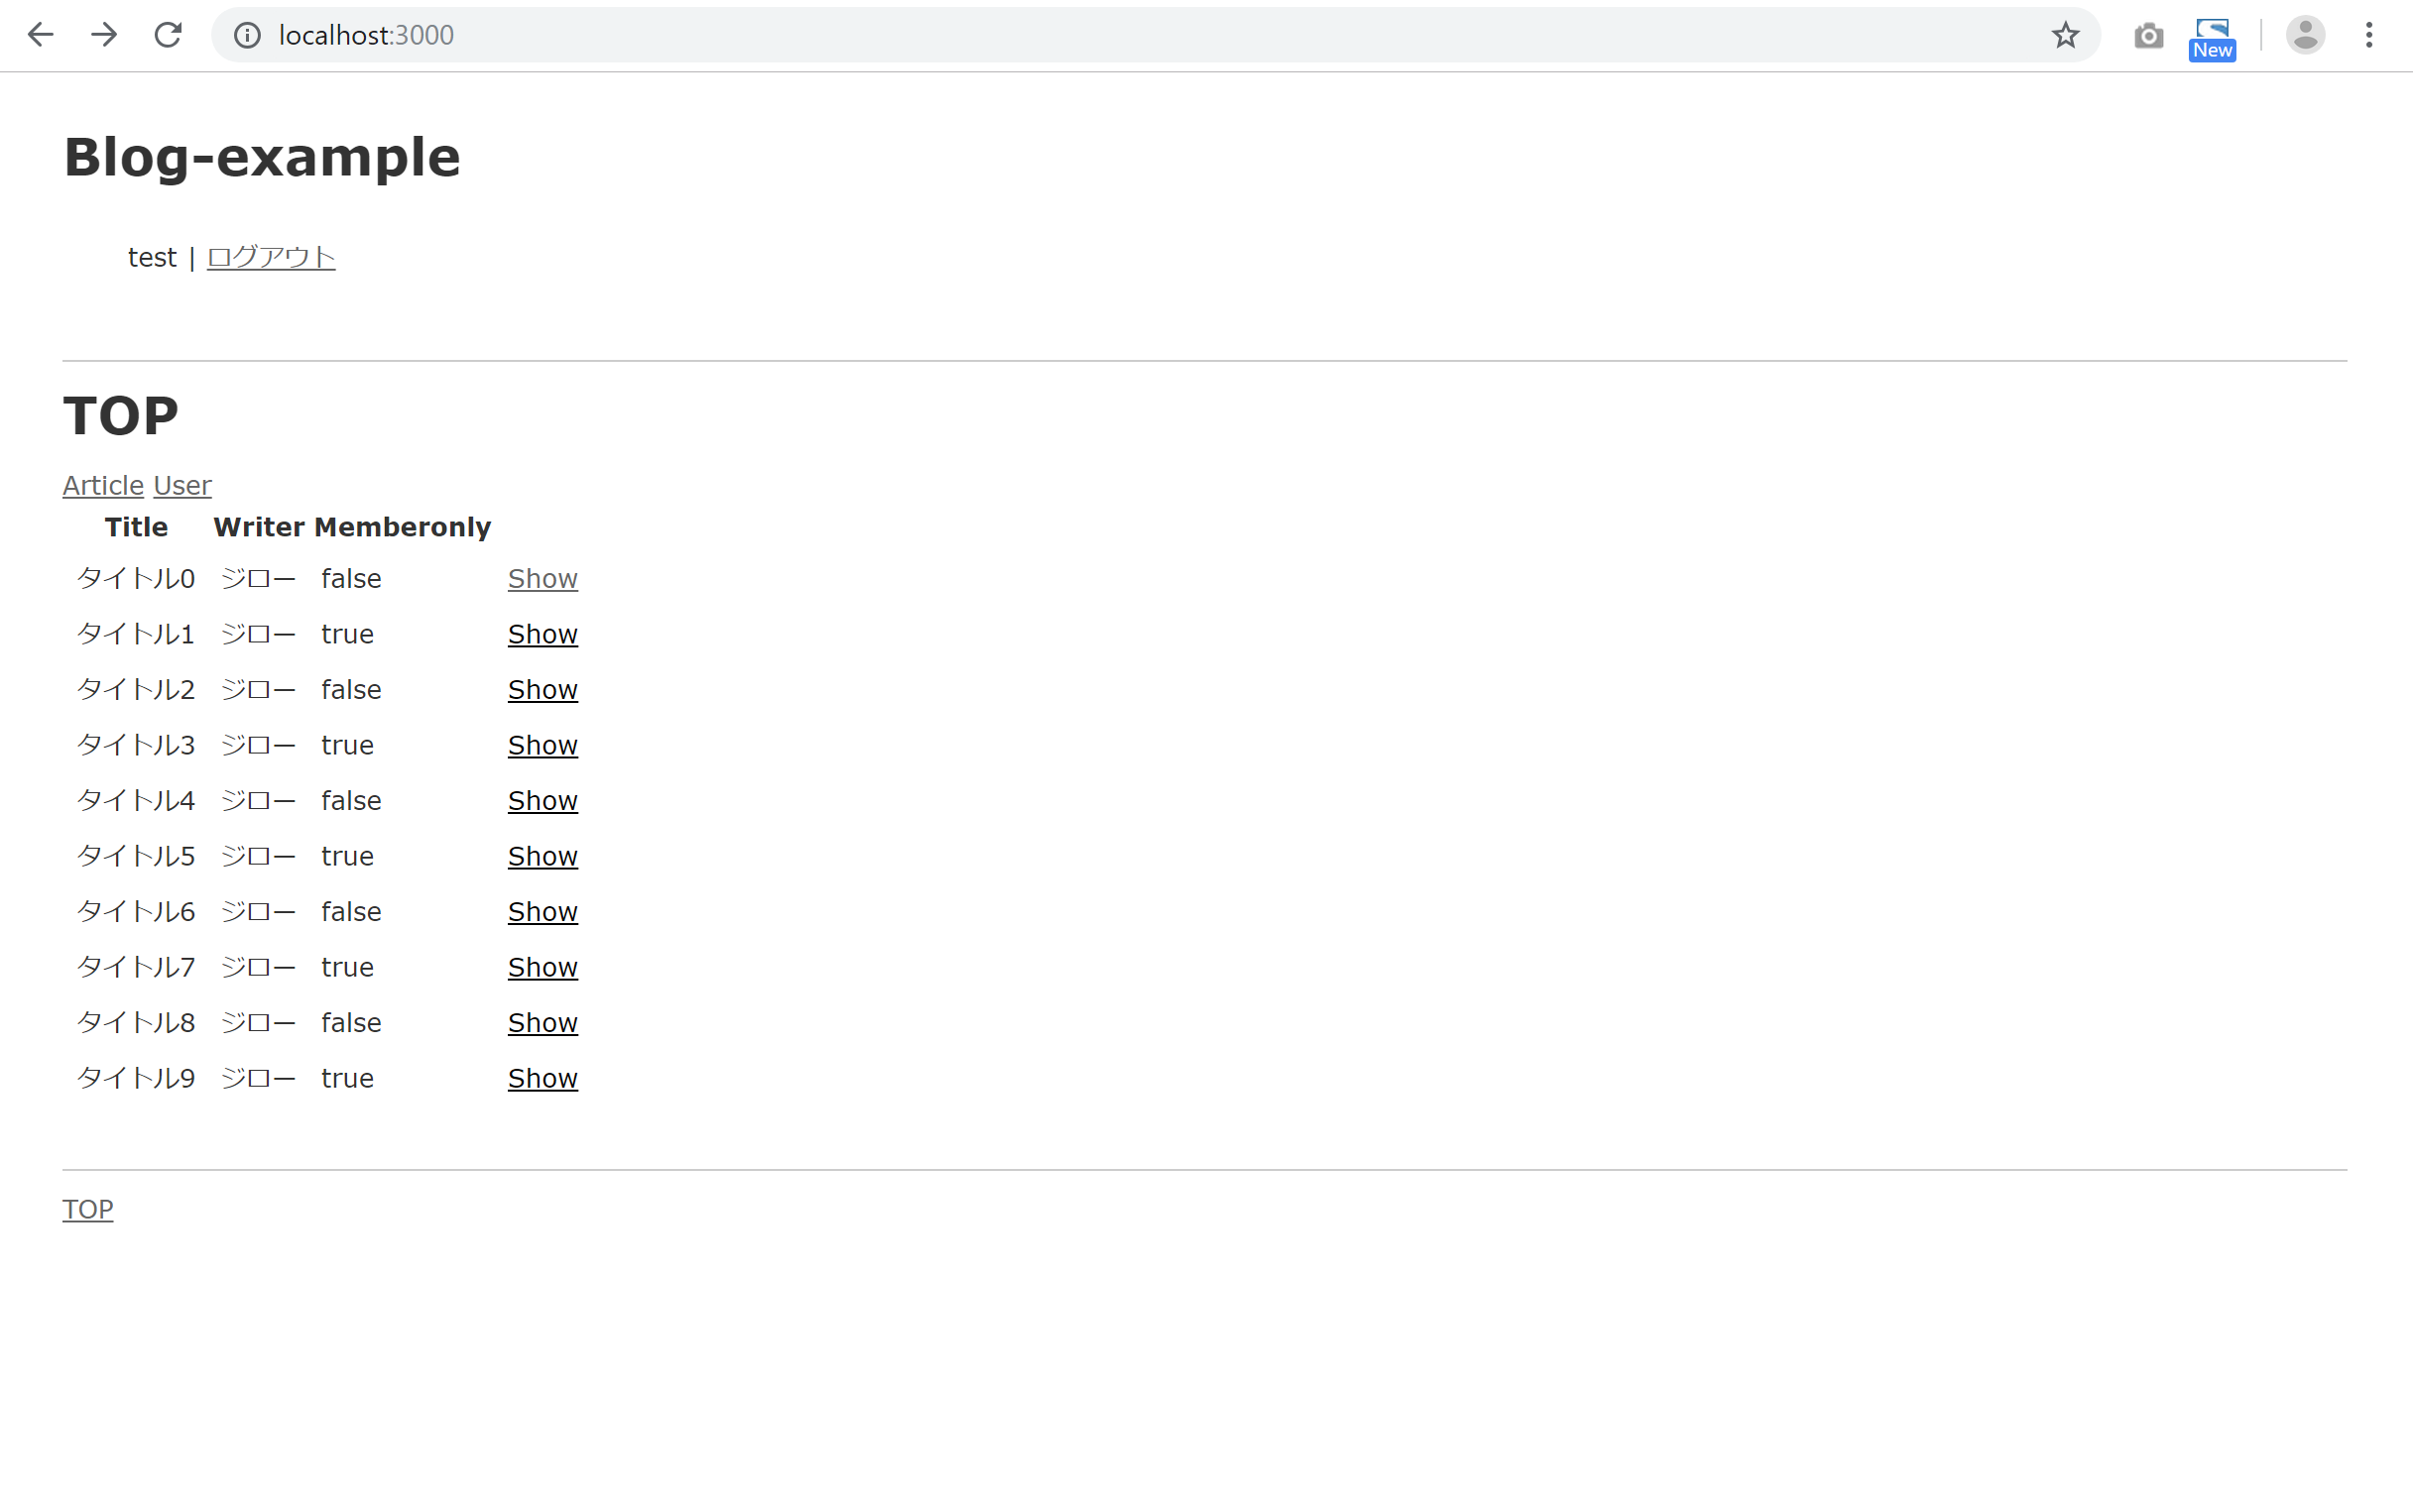 localhost:3000
New
Blog-example
test | ログアウト
TOP
Article User
Title Writer Memberonly
タイトル0 ジロー false Show
タイトル1 ジロー true Show
タイトル2 ジロー false Show
タイトル3 ジロー true Show
タイトル4 ジロー false Show
タイトル5 ジロー true Show
タイトル6 ジロー false Show
タイトル7 ジロー true Show
タイトル8 ジロー false Show
タイトル9 ジロー true Show
TOP